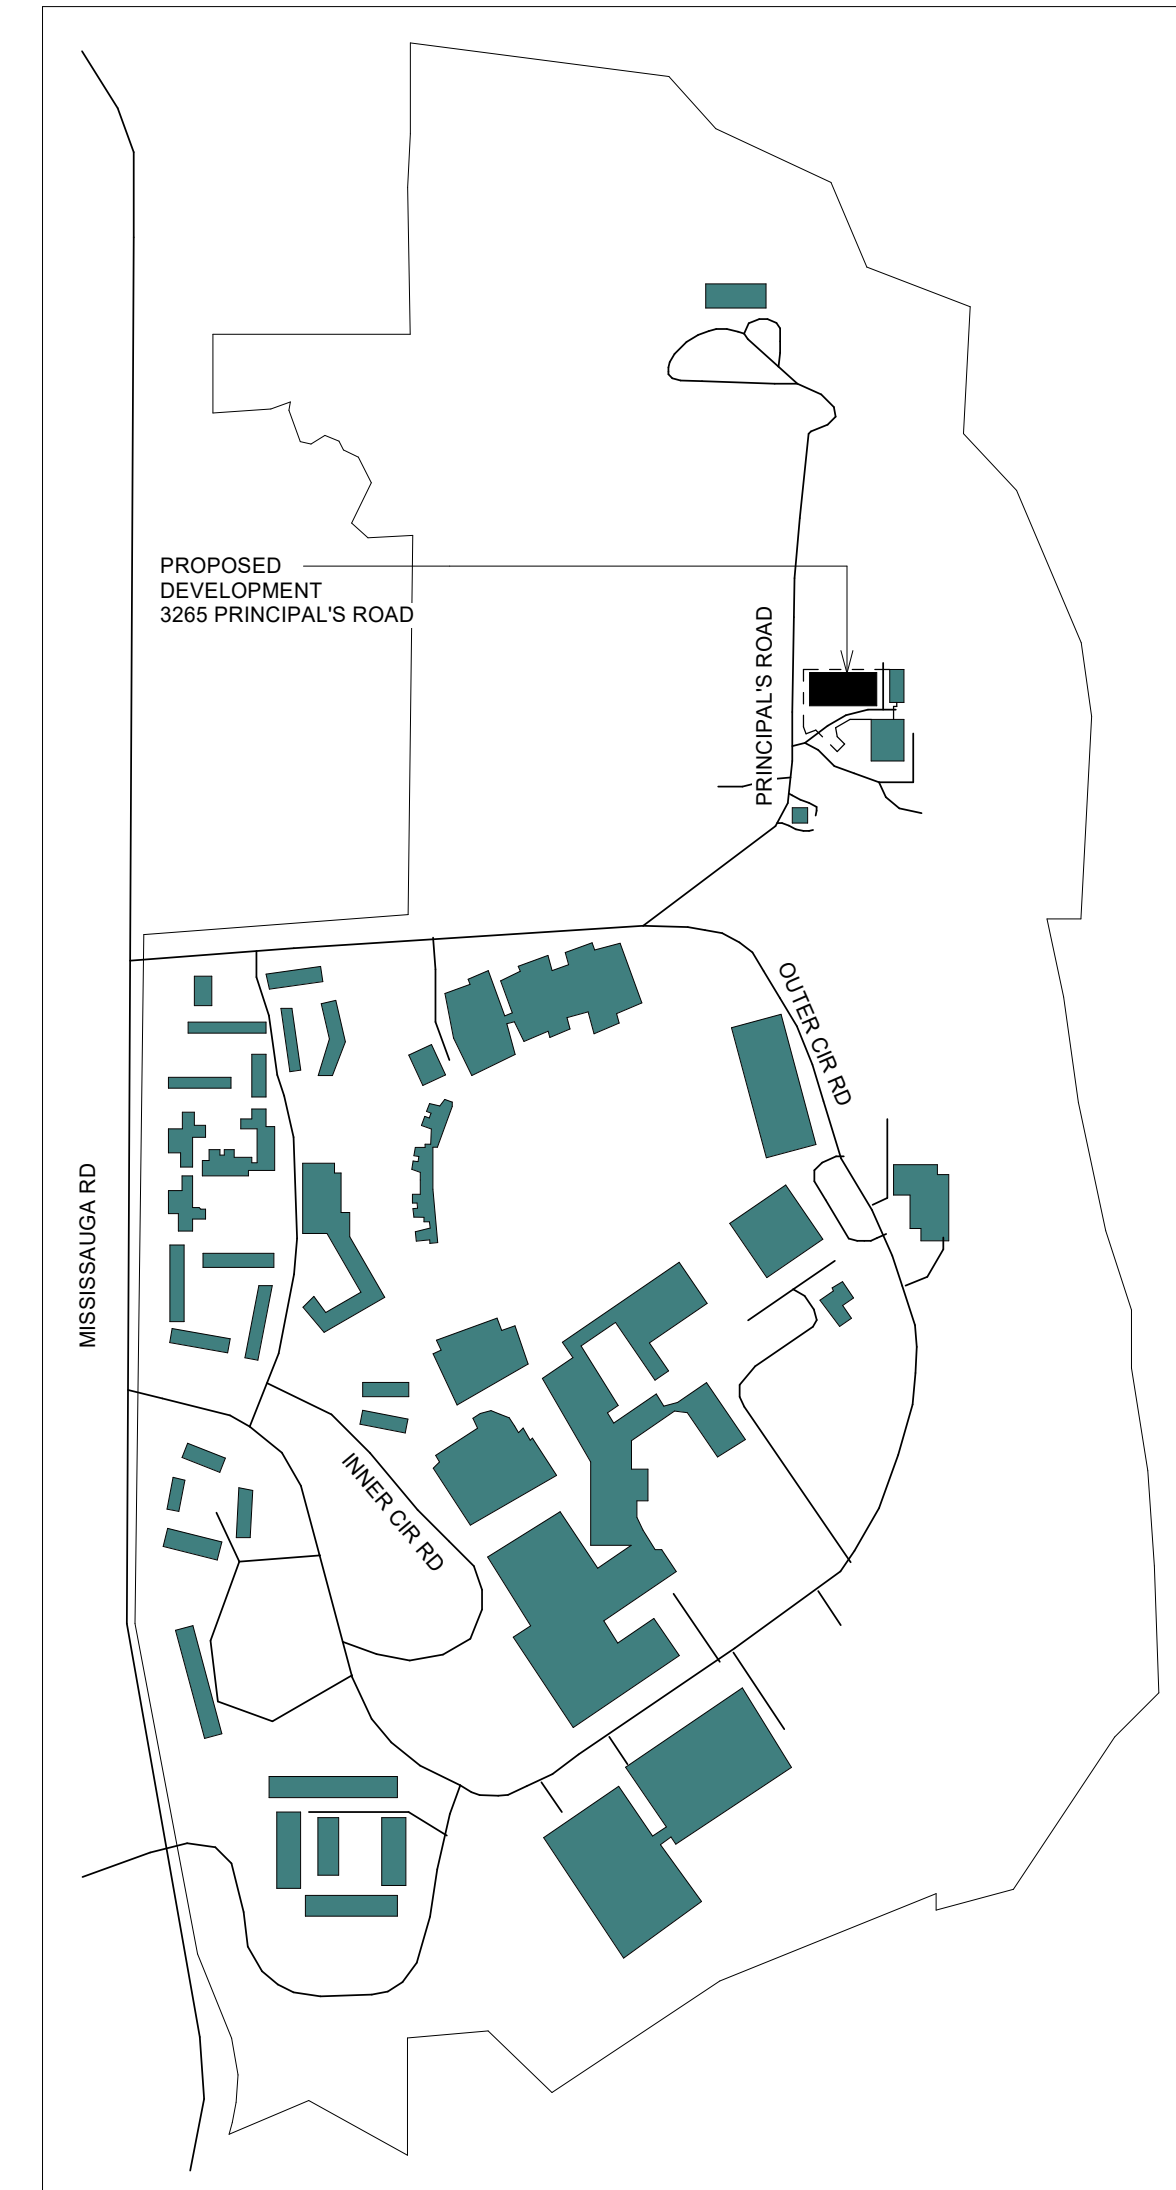 PROPOSED
DEVELOPMENT
3265 PRINCIPAL'S ROAD
PRINCIPAL'S ROAD
OUTER CIR RD
MISSISSAUGA RD
INNER CIR RD